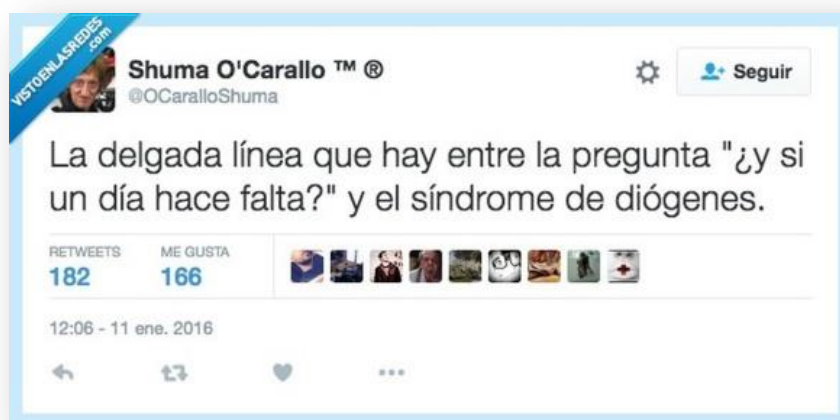 VISTOENLASREDES
.com
Shuma O'Carallo ™ ®
@OCaralloShuma
Seguir
La delgada línea que hay entre la pregunta "¿y si
un día hace falta?" y el síndrome de diógenes.
RETWEETS ME GUSTA
182 166
12:06 - 11 ene. 2016